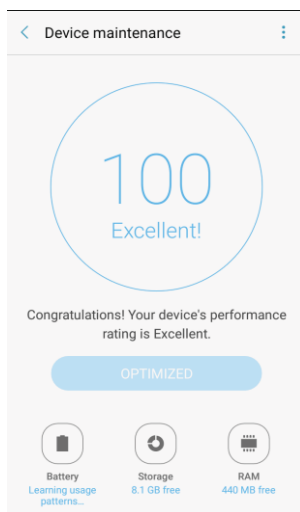 Device maintenance
100
Excellent!
Congratulations! Your device's performance
rating is Excellent.
OPTIMIZED
Battery
Learning usage
patterns...
Storage
8.1 GB free
RAM
440 MB free